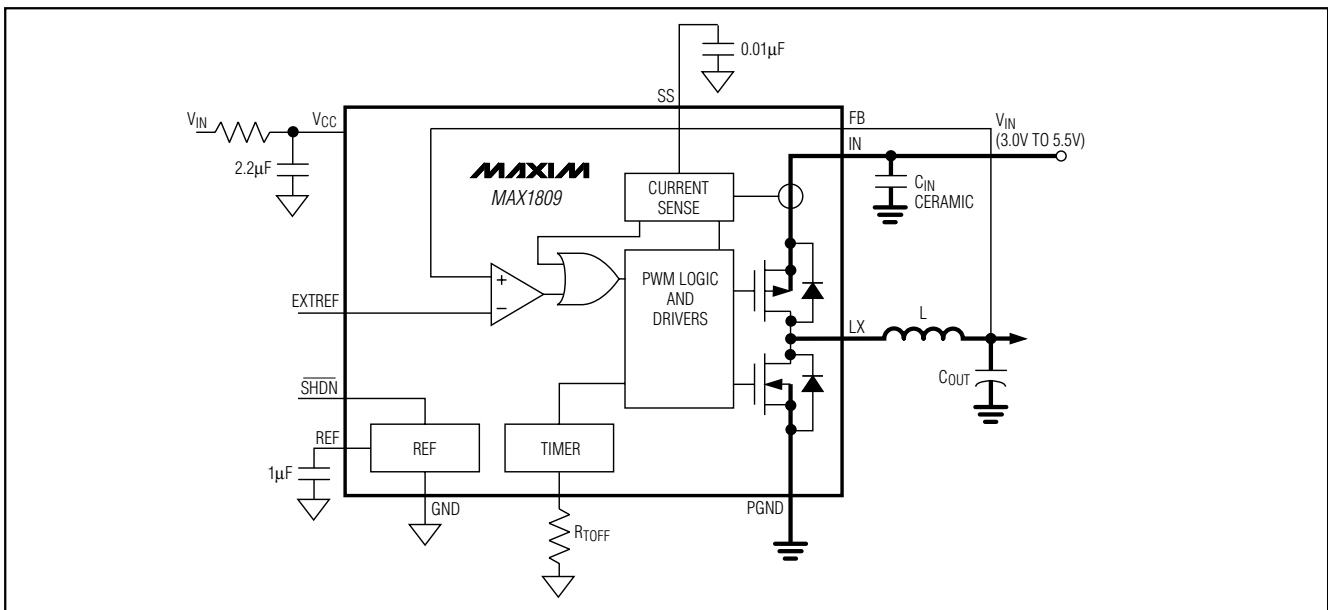 0.01µF
SS
VIN
VCC
FB
VIN
(3.0V TO 5.5V)
IN
2.2µF
MAXIM
MAX1809
CURRENT
SENSE
CIN
CERAMIC
+
−
PWM LOGIC
AND
DRIVERS
EXTREF
LX
L
COUT
SHDN
REF
REF
TIMER
1µF
GND
PGND
RTOFF